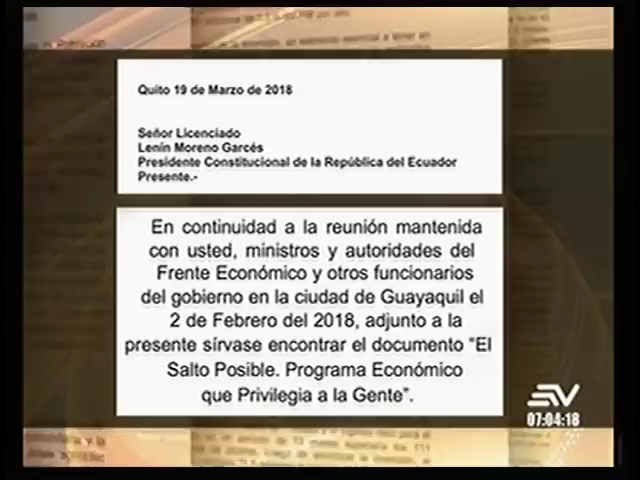 Quito 19 de Marzo de 2018
Señor Licenciado
Lenín Moreno Garcés
Presidente Constitucional de la República del Ecuador
Presente.-
En continuidad a la reunión mantenida
con usted, ministros y autoridades del
Frente Económico y otros funcionarios
del gobierno en la ciudad de Guayaquil el
2 de Febrero del 2018, adjunto a la
presente sírvase encontrar el documento “El
Salto Posible. Programa Económico
que Privilegia a la Gente”.
07:04:18